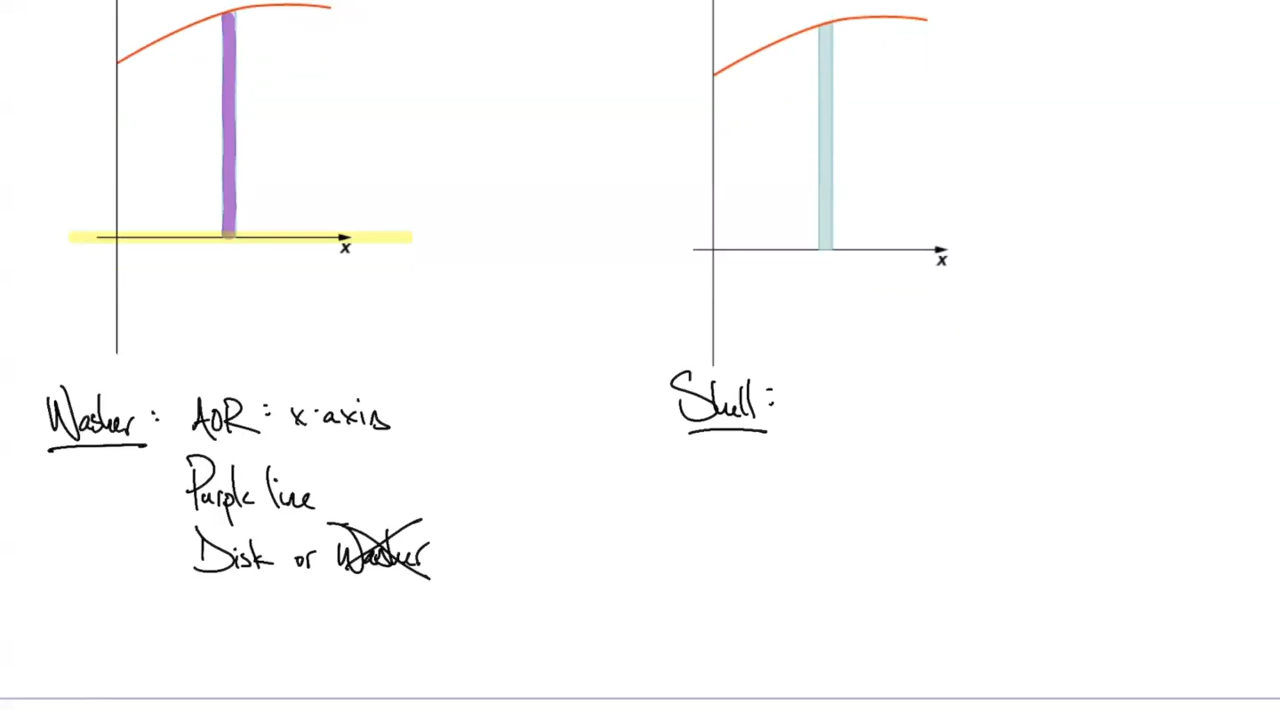 x
x
Washer: AOR: x-axis
Purple line
Disk or Washer
Shell: